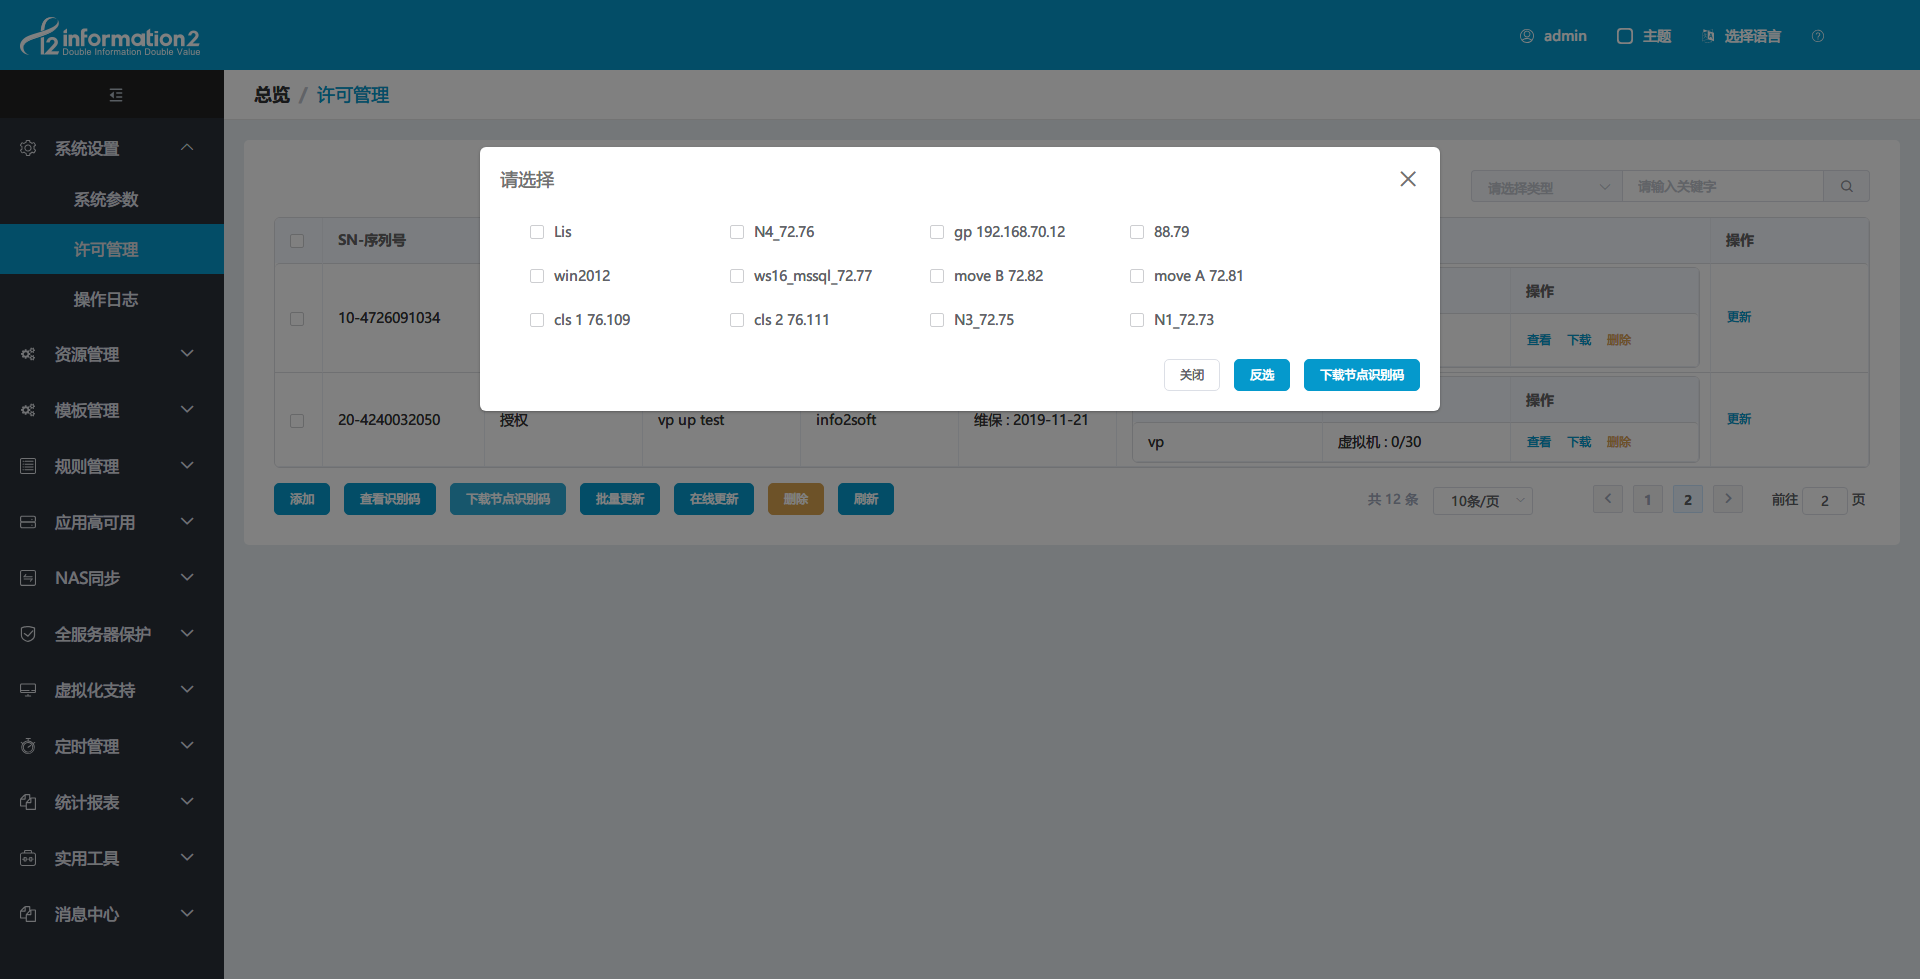 information2
Double Information Double Value
admin
主题
选择语言
总览 / 许可管理
系统设置
系统参数
许可管理
操作日志
资源管理
模板管理
规则管理
应用高可用
NAS同步
全服务器保护
虚拟化支持
定时管理
统计报表
实用工具
消息中心
请选择类型
请输入关键字
请选择
Lis
N4_72.76
gp 192.168.70.12
88.79
win2012
ws16_mssql_72.77
move B 72.82
move A 72.81
cls 1 76.109
cls 2 76.111
N3_72.75
N1_72.73
关闭
反选
下载节点识别码
SN-序列号
操作
10-4726091034
操作
查看 下载 删除
更新
20-4240032050
授权
vp up test
info2soft
维保 : 2019-11-21
操作
vp
虚拟机 : 0/30
查看 下载 删除
更新
添加
查看识别码
下载节点识别码
批量更新
在线更新
删除
刷新
共 12 条
10条/页
1
2
前往 2 页